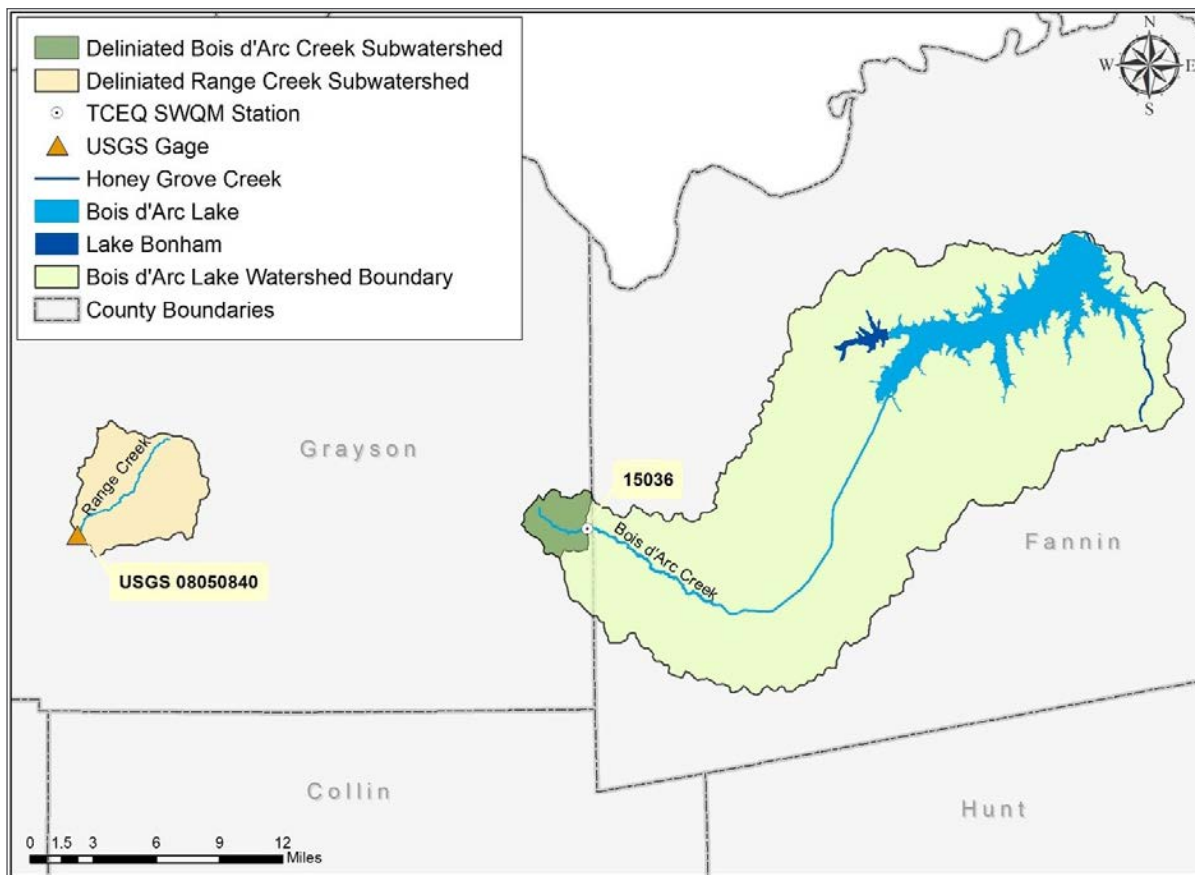 Deliniated Bois d'Arc Creek Subwatershed
Deliniated Range Creek Subwatershed
TCEQ SWQM Station
USGS Gage
Honey Grove Creek
Bois d'Arc Lake
Lake Bonham
Bois d'Arc Lake Watershed Boundary
County Boundaries
N
W E
S
Grayson
Range Creek
15036
Bois d'Arc Creek
Fannin
USGS 08050840
Collin
Hunt
0 1.5 3 6 9 12
Miles